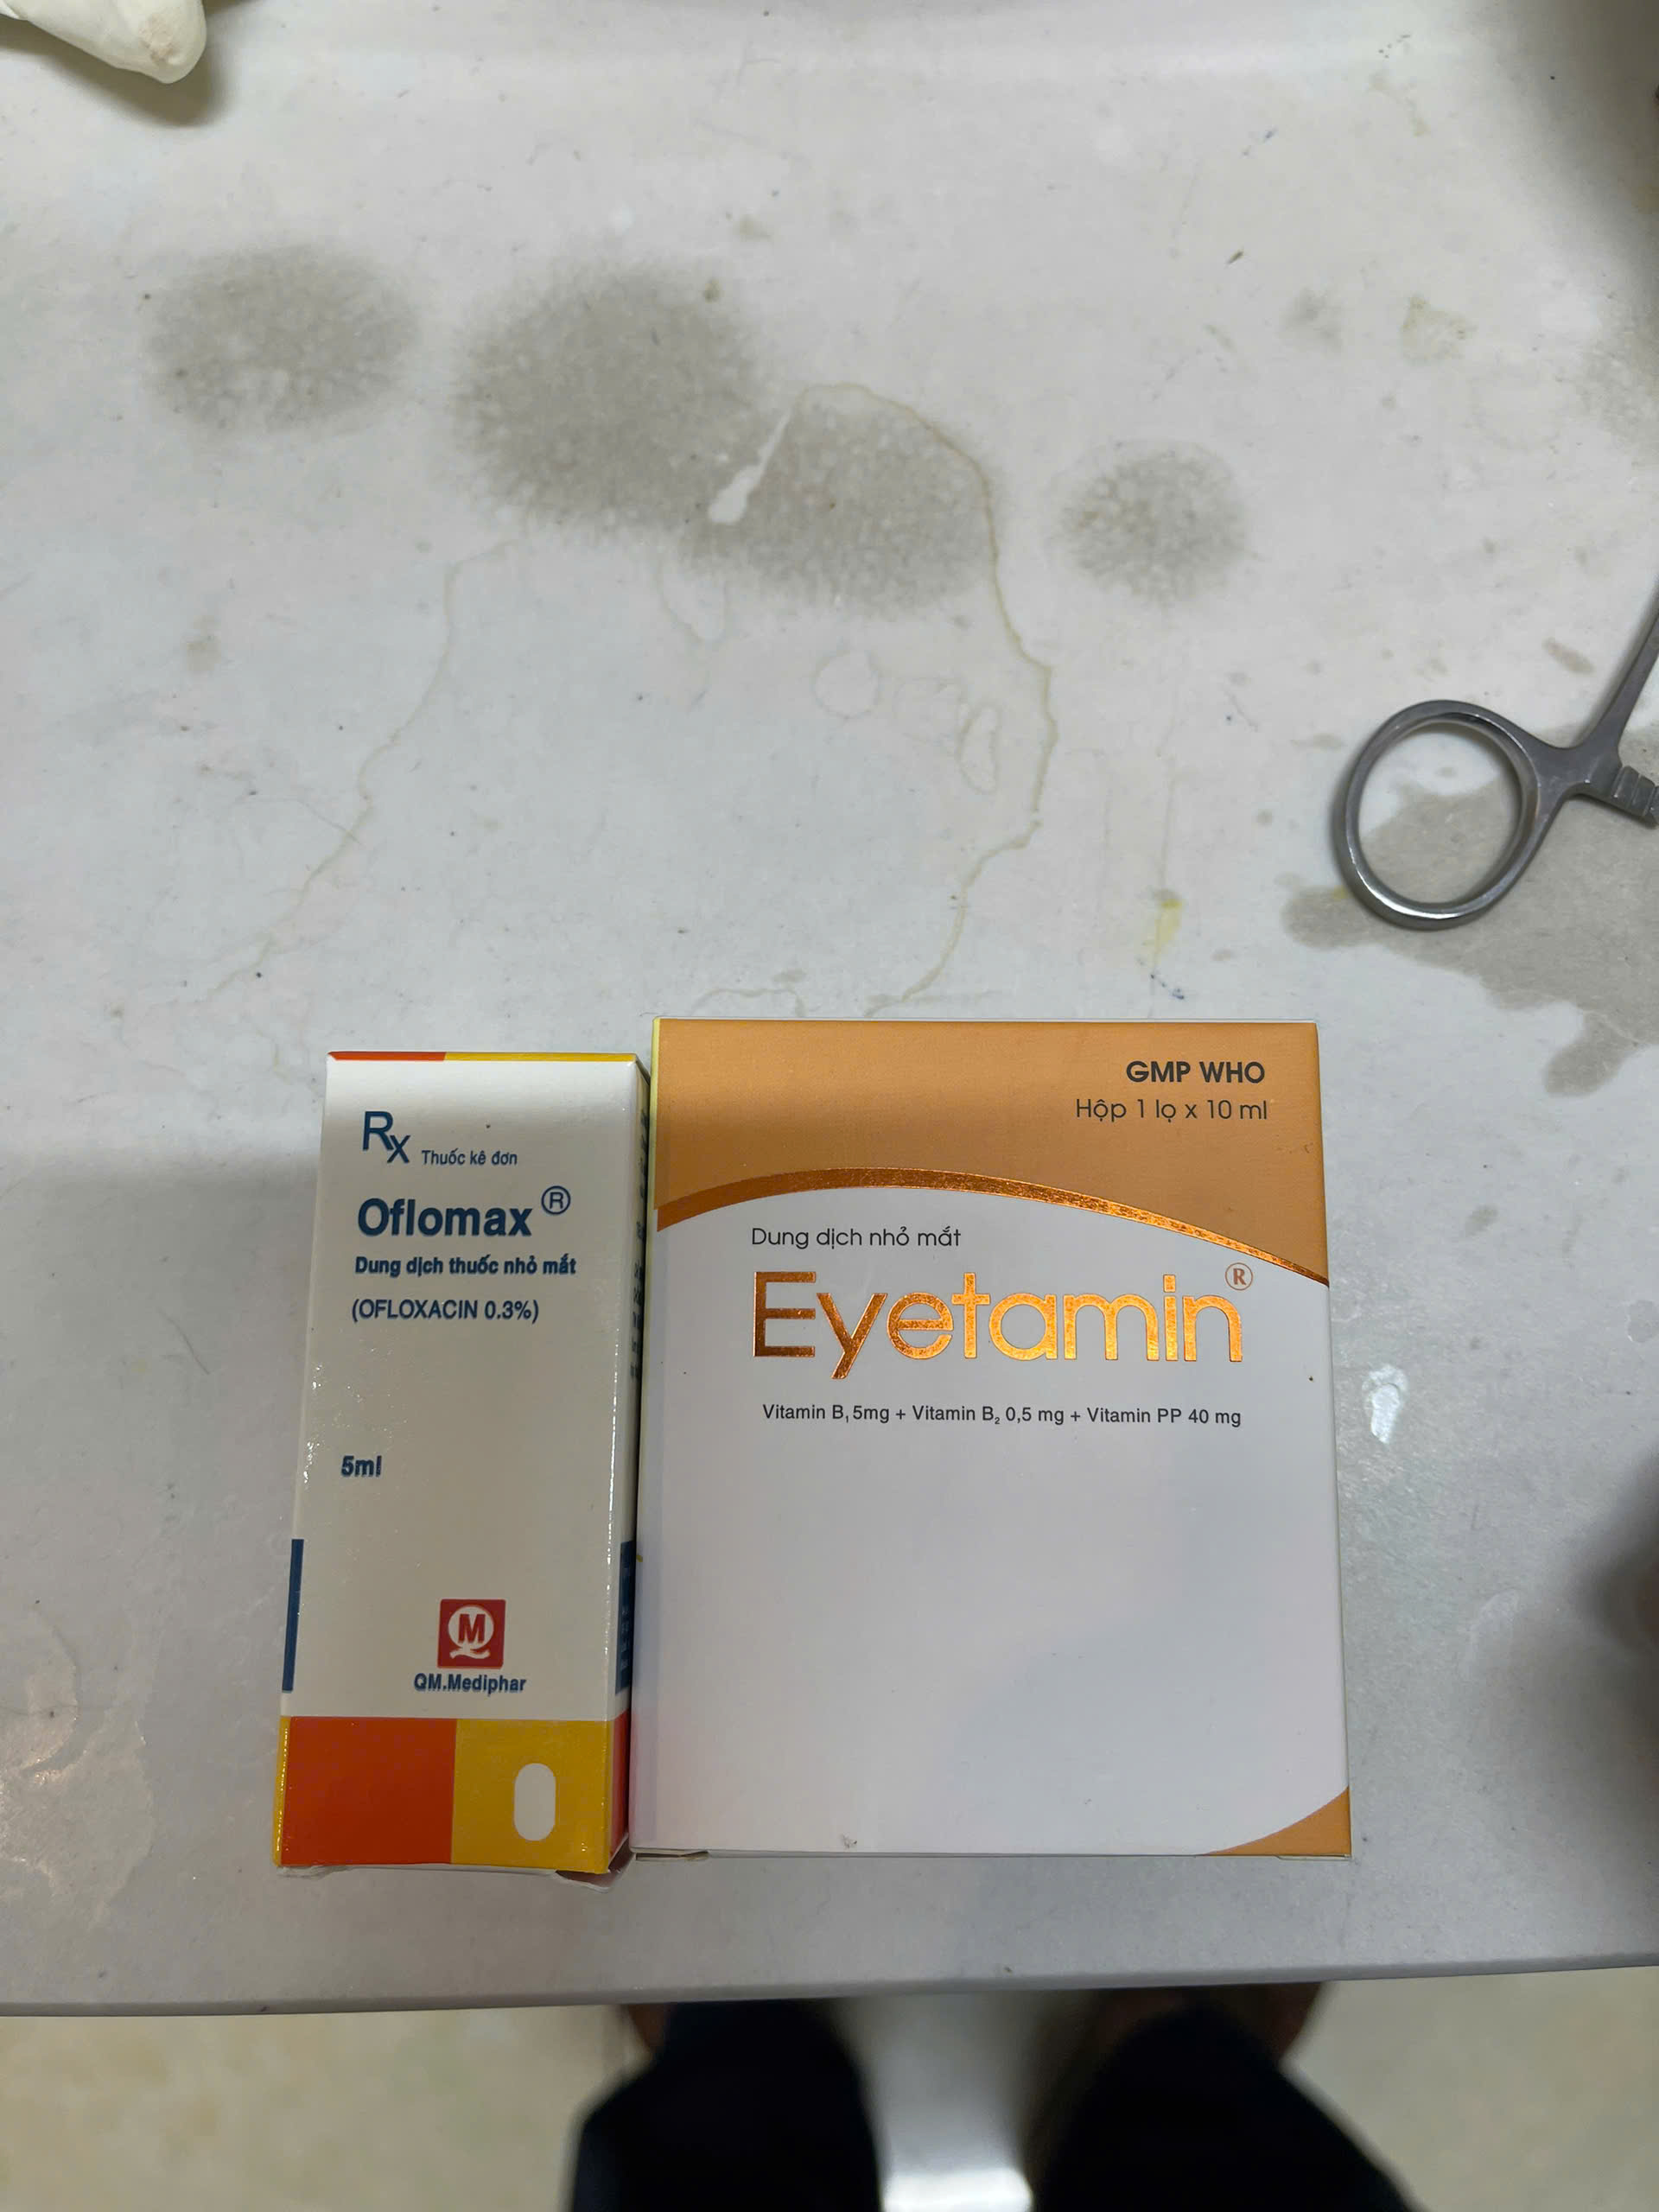 Rx Thuốc kê đơn
Oflomax ®
Dung dịch thuốc nhỏ mắt
(OFLOXACIN 0.3%)
5ml
QM
QM.Mediphar
GMP WHO
Hộp 1 lọ x 10 ml
Dung dịch nhỏ mắt
Eyetamin ®
Vitamin B₁ 5mg + Vitamin B₂ 0,5 mg + Vitamin PP 40 mg